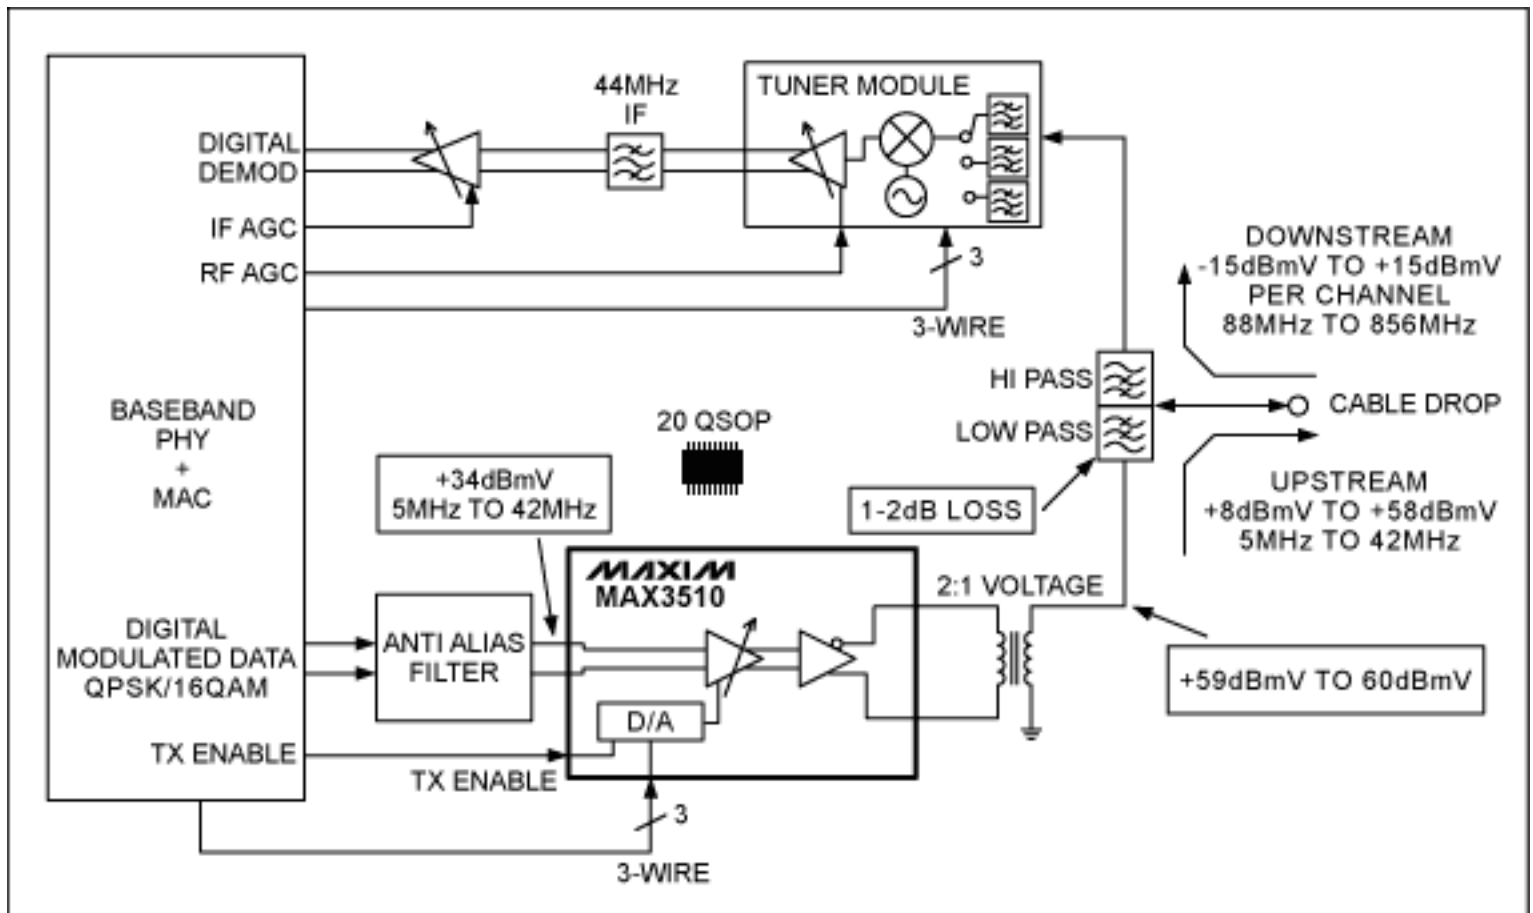 44MHz
IF
TUNER MODULE
DIGITAL
DEMOD
IF AGC
RF AGC
3
3-WIRE
DOWNSTREAM
-15dBmV TO +15dBmV
PER CHANNEL
88MHz TO 856MHz
HI PASS
LOW PASS
CABLE DROP
BASEBAND
PHY
+
MAC
20 QSOP
+34dBmV
5MHz TO 42MHz
1-2dB LOSS
UPSTREAM
+8dBmV TO +58dBmV
5MHz TO 42MHz
MAXIM
MAX3510
2:1 VOLTAGE
DIGITAL
MODULATED DATA
QPSK/16QAM
ANTI ALIAS
FILTER
+59dBmV TO 60dBmV
D/A
TX ENABLE
TX ENABLE
3
3-WIRE